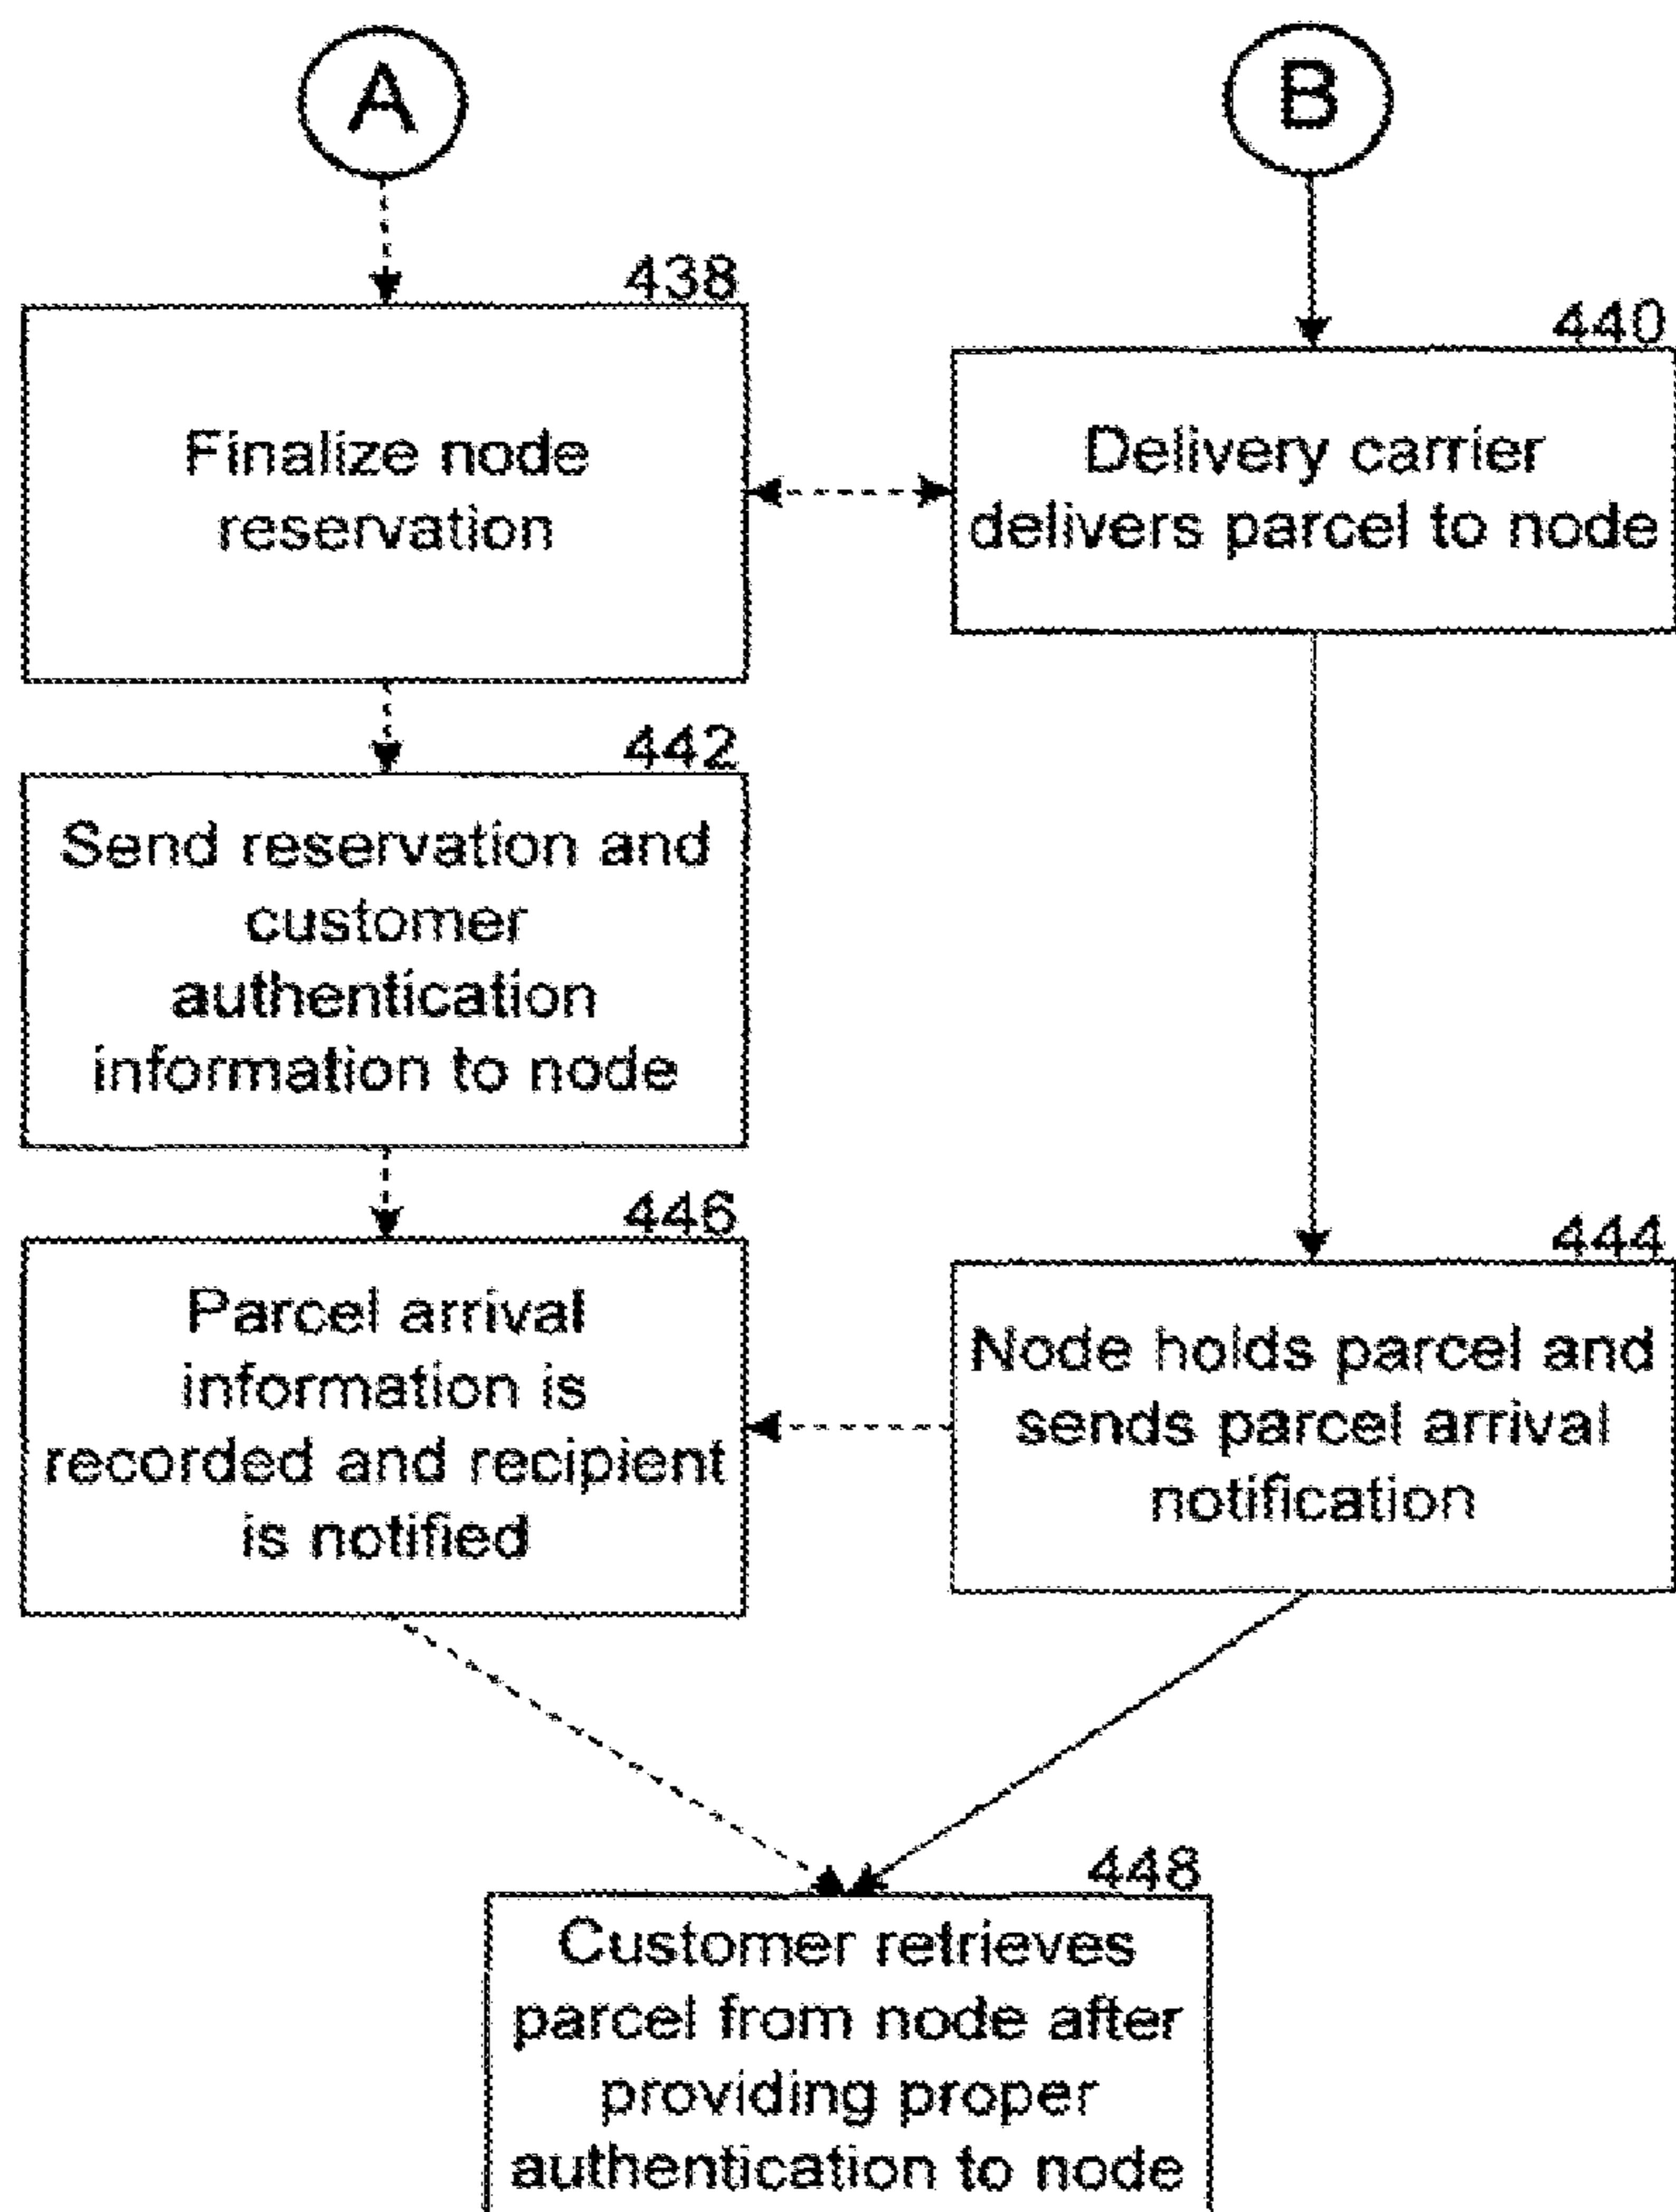 A
B
438
Finalize node
reservation
440
Delivery carrier
delivers parcel to node
442
Send reservation and
customer
authentication
information to node
446
Parcel arrival
information is
recorded and recipient
is notified
444
Node holds parcel and
sends parcel arrival
notification
448
Customer retrieves
parcel from node after
providing proper
authentication to node